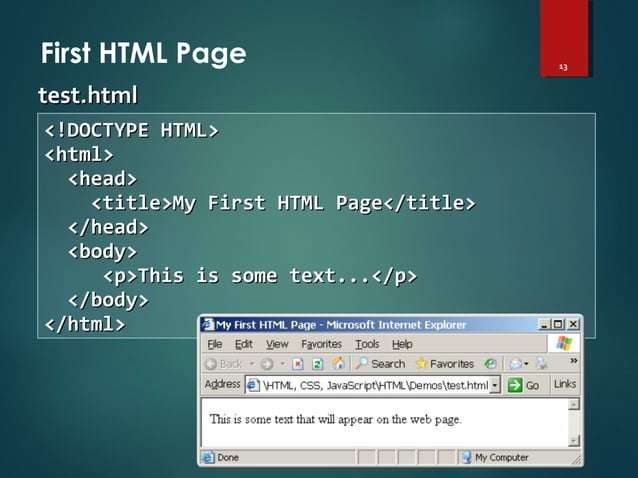 First HTML Page
13
test.html
<!DOCTYPE HTML>
<html>
<head>
<title>My First HTML Page</title>
</head>
<body>
<p>This is some text...</p>
</body>
</html>
My First HTML Page - Microsoft Internet Explorer
File Edit View Favorites Tools Help
Back Search Favorites »
Address \HTML, CSS, JavaScript\HTML\Demos\test.html Go Links
This is some text that will appear on the web page.
Done My Computer